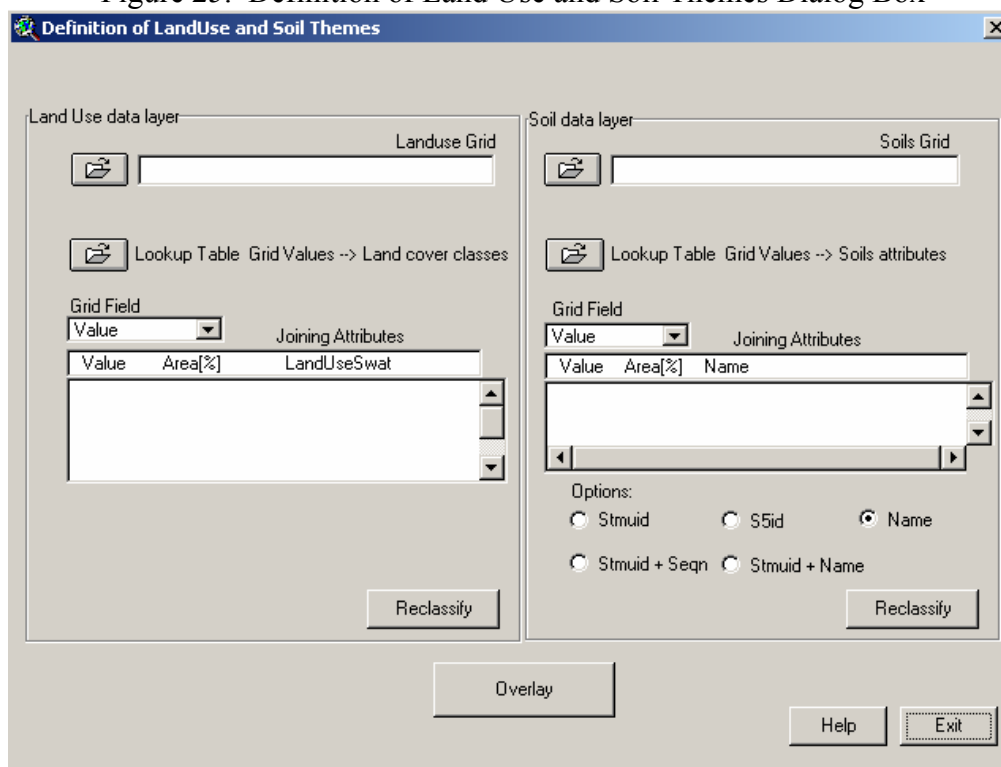 Figure 25.  Definition of Land Use and Soil Themes Dialog Box
Definition of LandUse and Soil Themes
Land Use data layer
Landuse Grid
Lookup Table  Grid Values --> Land cover classes
Grid Field
Value
Joining Attributes
Value Area[%] LandUseSwat
Reclassify
Soil data layer
Soils Grid
Lookup Table  Grid Values --> Soils attributes
Grid Field
Value
Joining Attributes
Value Area[%] Name
Options:
Stmuid S5id Name
Stmuid + Seqn Stmuid + Name
Reclassify
Overlay
Help Exit